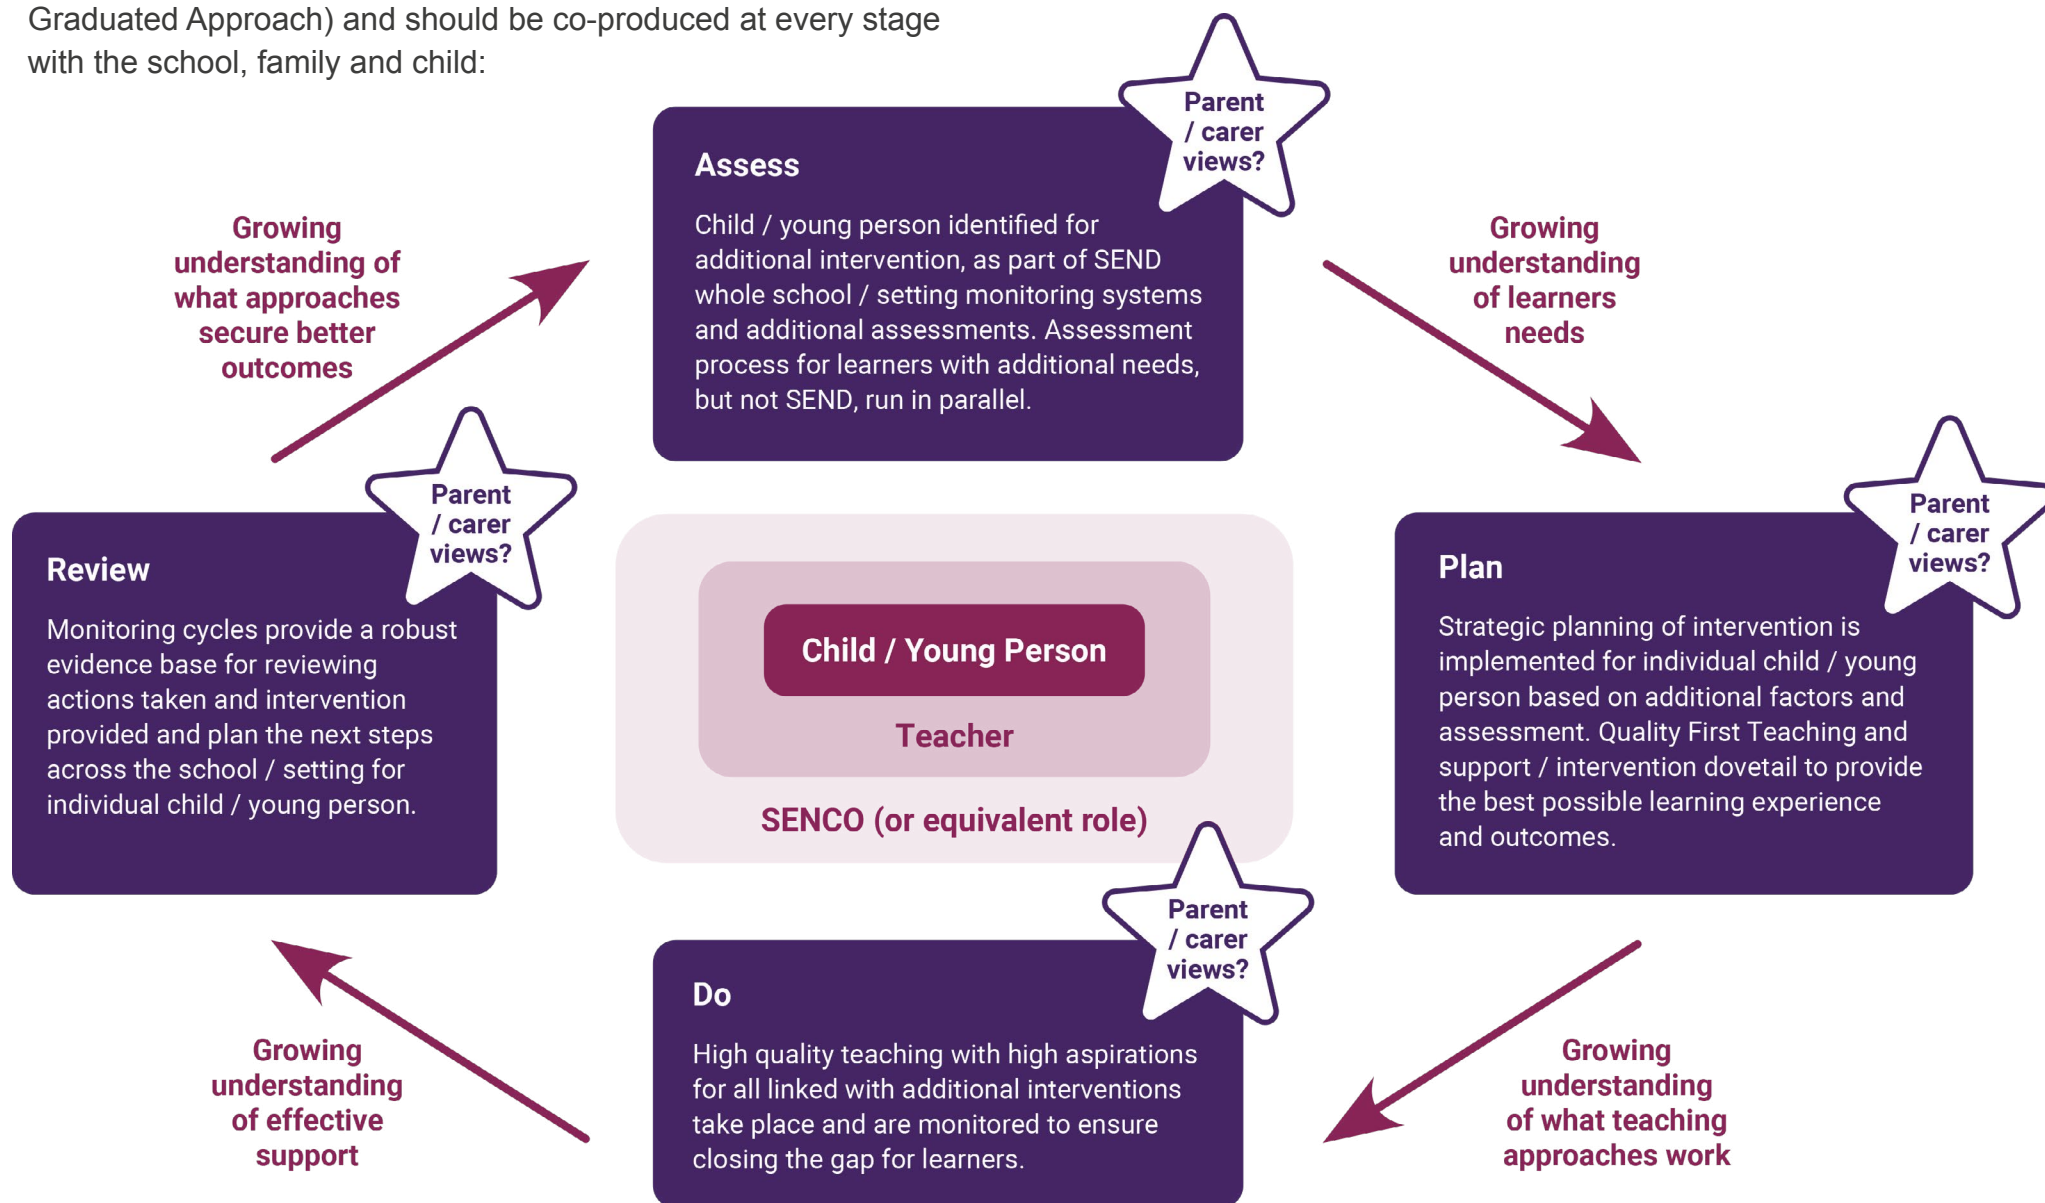 Graduated Approach) and should be co-produced at every stage
with the school, family and child:
Parent
/ carer
views?
Assess
Child / young person identified for
additional intervention, as part of SEND
whole school / setting monitoring systems
and additional assessments. Assessment
process for learners with additional needs,
but not SEND, run in parallel.
Growing
understanding
of learners
needs
Parent
/ carer
views?
Plan
Strategic planning of intervention is
implemented for individual child / young
person based on additional factors and
assessment. Quality First Teaching and
support / intervention dovetail to provide
the best possible learning experience
and outcomes.
Growing
understanding
of what teaching
approaches work
Parent
/ carer
views?
Do
High quality teaching with high aspirations
for all linked with additional interventions
take place and are monitored to ensure
closing the gap for learners.
Growing
understanding
of effective
support
Parent
/ carer
views?
Review
Monitoring cycles provide a robust
evidence base for reviewing
actions taken and intervention
provided and plan the next steps
across the school / setting for
individual child / young person.
Growing
understanding of
what approaches
secure better
outcomes
Child / Young Person
Teacher
SENCO (or equivalent role)